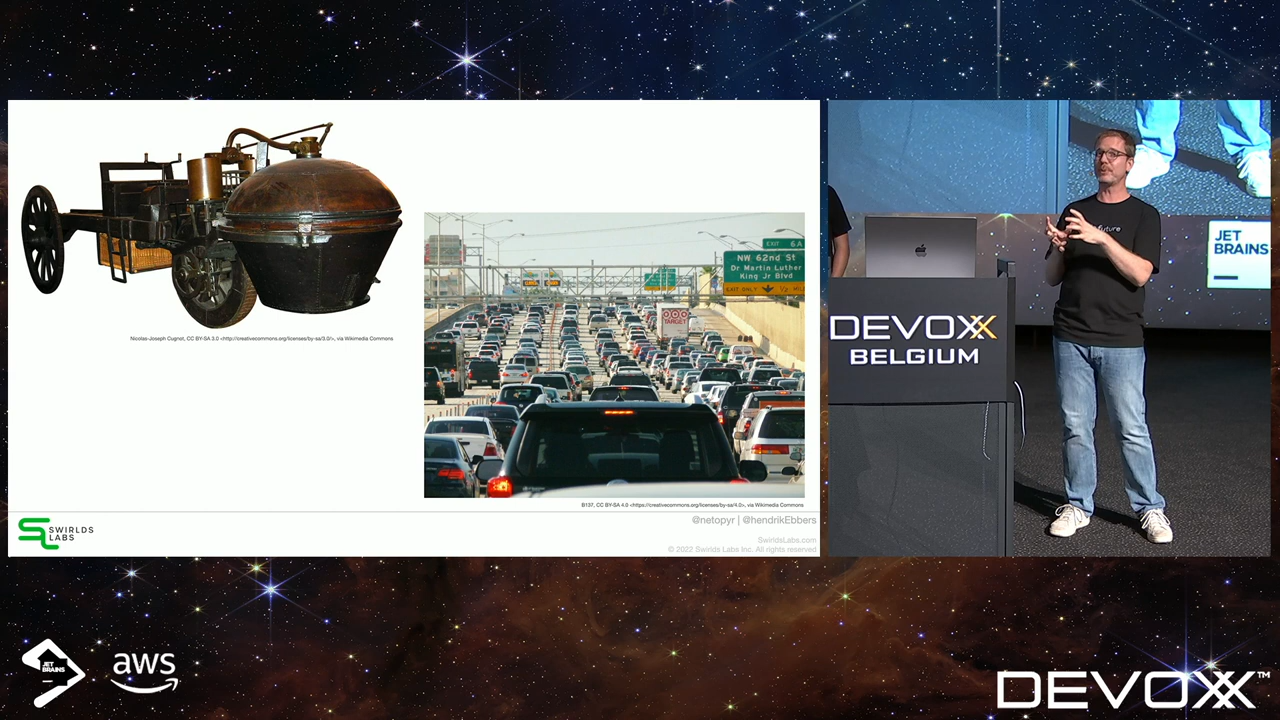 EXIT 6A
NW 62nd St
Dr Martin Luther
King Jr Blvd
EXIT ONLY
TARGET
Nicolas-Joseph Cugnot, CC BY-SA 3.0 <http://creativecommons.org/licenses/by-sa/3.0/>, via Wikimedia Commons
B137, CC BY-SA 4.0 <https://creativecommons.org/licenses/by-sa/4.0>, via Wikimedia Commons
@netopyr | @hendrikEbbers
SwirldsLabs.com
© 2022 Swirlds Labs Inc. All rights reserved
SWIRLDS
LABS
future
JET
BRAINS
DEVOXX
BELGIUM
JET
BRAINS
aws
DEVOXX™